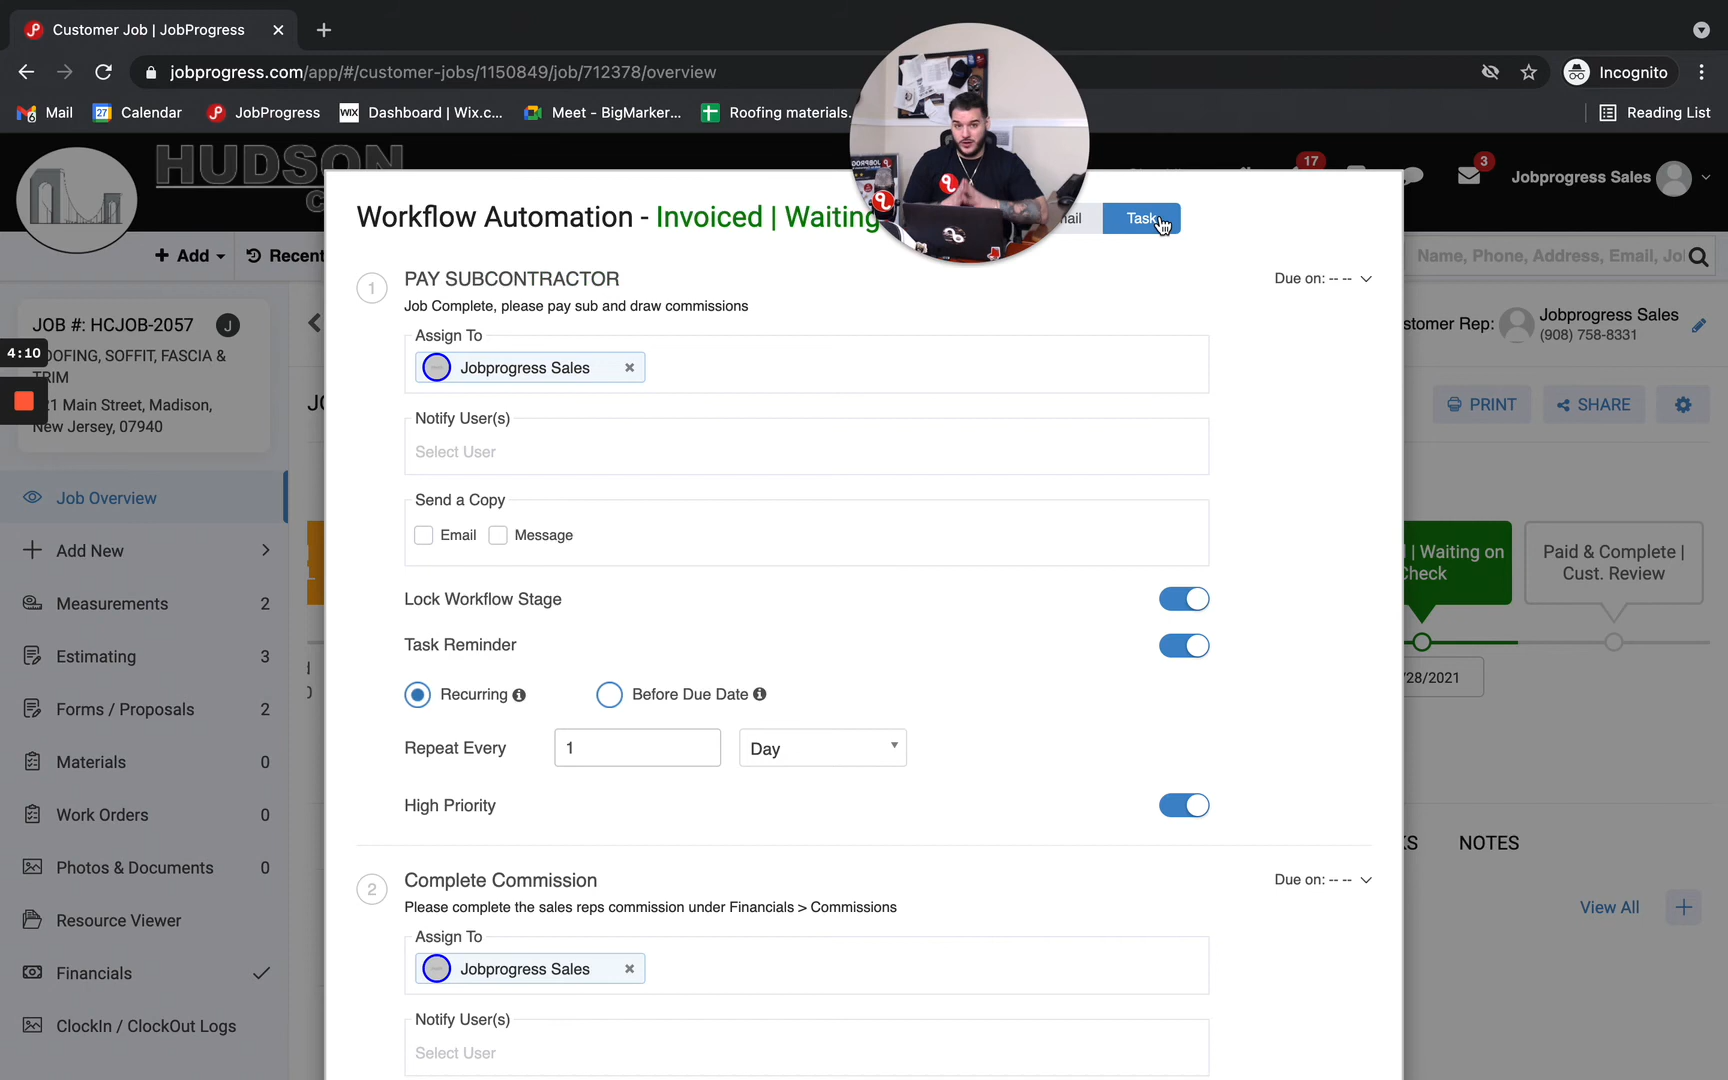 Customer Job | JobProgress
jobprogress.com/app/#/customer-jobs/1150849/job/712378/overview
Incognito
Mail
27 Calendar
JobProgress
WIX Dashboard | Wix.c...
Meet - BigMarker...
Roofing materials.
Reading List
HUDSON
17
3
Jobprogress Sales
Workflow Automation - Invoiced | Waiting
Task
+ Add
Recent
Name, Phone, Address, Email, Jo
PAY SUBCONTRACTOR
1
Due on: -- --
Job Complete, please pay sub and draw commissions
JOB #: HCJOB-2057 J
OOFING, SOFFIT, FASCIA &
TRIM
21 Main Street, Madison,
New Jersey, 07940
4:10
stomer Rep:
Jobprogress Sales
(908) 758-8331
Assign To
Jobprogress Sales ×
PRINT
SHARE
Notify User(s)
Select User
Send a Copy
Email
Message
Job Overview
Add New
Measurements 2
Estimating 3
Forms / Proposals 2
Materials 0
Work Orders 0
Photos & Documents 0
Resource Viewer
Financials
ClockIn / ClockOut Logs
| Waiting on
Check
Paid & Complete |
Cust. Review
/28/2021
Lock Workflow Stage
Task Reminder
Recurring
Before Due Date
Repeat Every 1 Day
High Priority
KS
NOTES
View All
+
2
Complete Commission
Due on: -- --
Please complete the sales reps commission under Financials > Commissions
Assign To
Jobprogress Sales ×
Notify User(s)
Select User